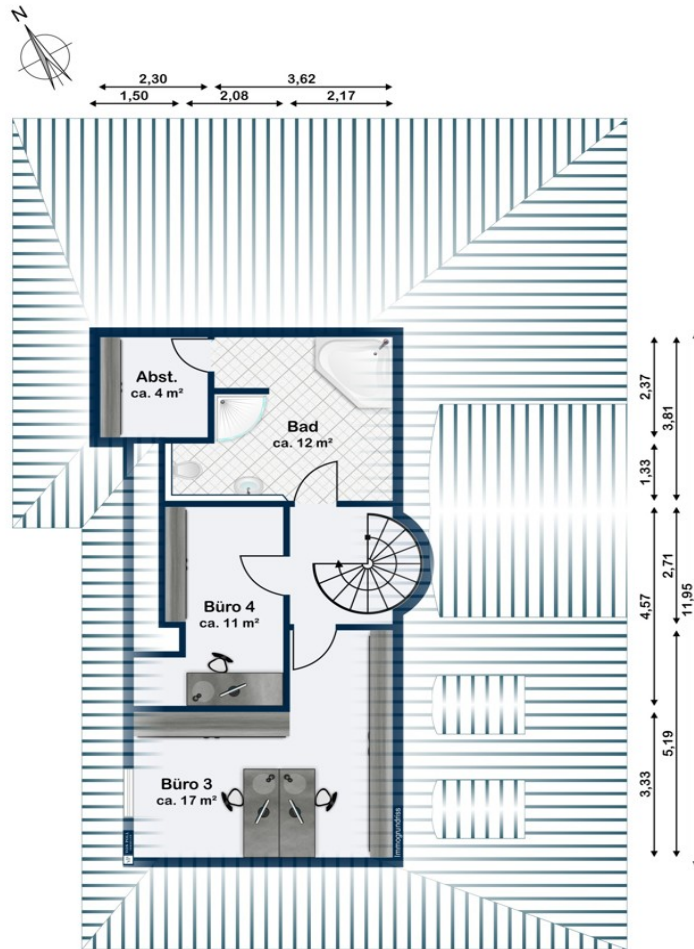 N
2,30 3,62
1,50 2,08 2,17
Abst.
ca. 4 m²
Bad
ca. 12 m²
2,37
3,81
1,33
Büro 4
ca. 11 m²
2,71
4,57
11,95
5,19
3,33
Büro 3
ca. 17 m²
Immogrundriss